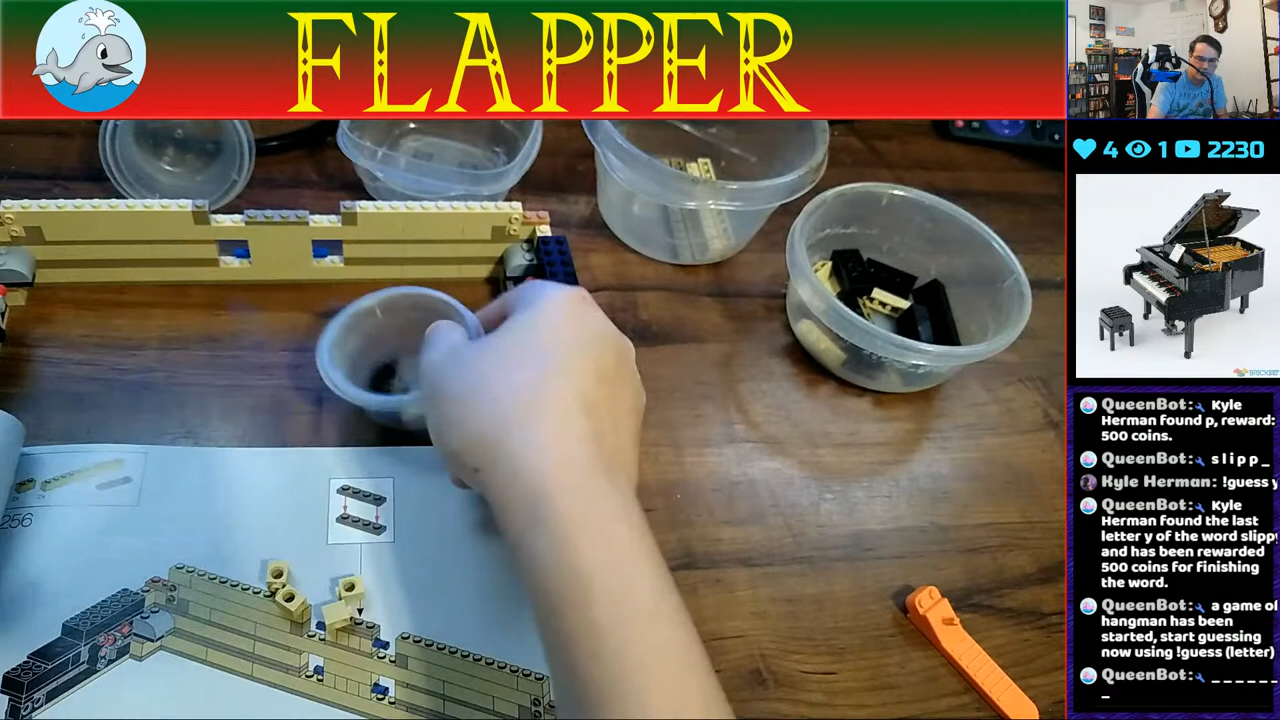 FLAPPER
4 1 2230
BRICKSET
QueenBot: Kyle
Herman found p, reward:
500 coins.
QueenBot: s l i p p _
Kyle Herman: !guess y
QueenBot: Kyle
Herman found the last
letter y of the word slippy
and has been rewarded
500 coins for finishing
the word.
QueenBot: a game of
hangman has been
started, start guessing
now using !guess (letter)
QueenBot: _ _ _ _ _ _
_
256